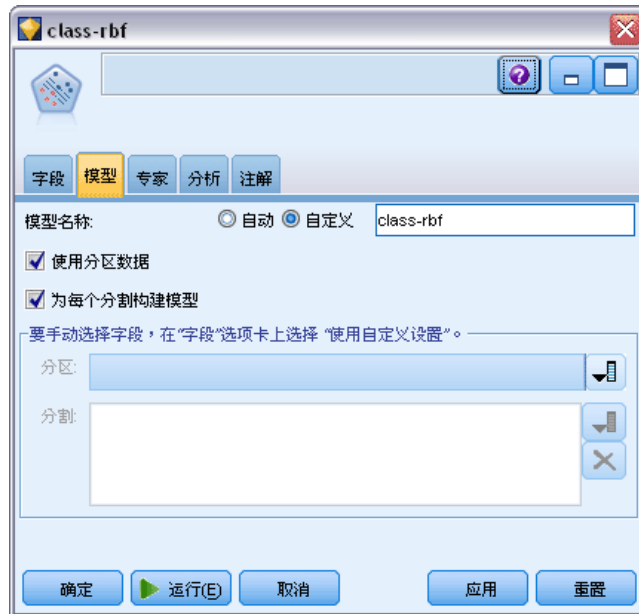 class-rbf
字段 模型 专家 分析 注解
模型名称: 自动 自定义 class-rbf
使用分区数据
为每个分割构建模型
要手动选择字段，在“字段”选项卡上选择 “使用自定义设置”。
分区:
分割:
确定 运行(E) 取消 应用 重置